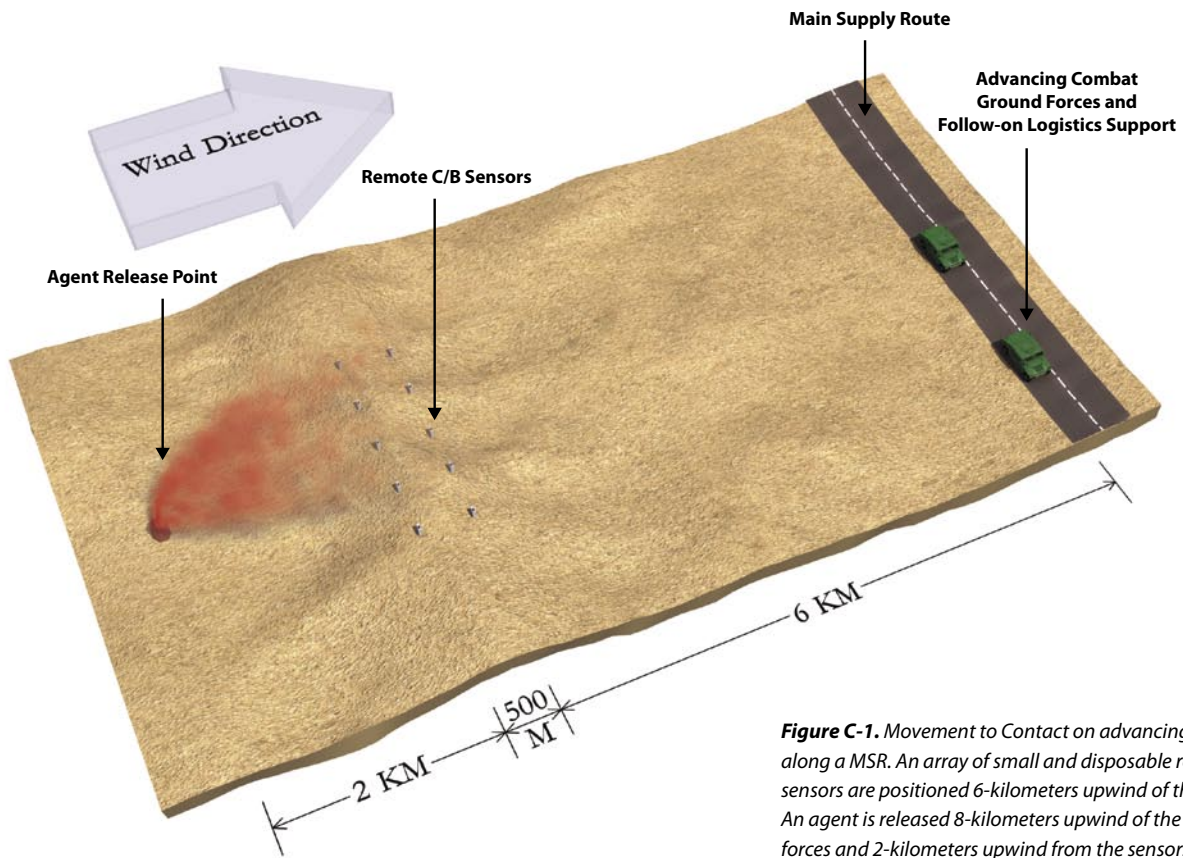 Main Supply Route
Advancing Combat
Ground Forces and
Follow-on Logistics Support
Wind Direction
Remote C/B Sensors
Agent Release Point
6 KM
500
M
2 KM
Figure C-1. Movement to Contact on advancing
along a MSR. An array of small and disposable
sensors are positioned 6-kilometers upwind of
An agent is released 8-kilometers upwind of the
forces and 2-kilometers upwind from the sensor